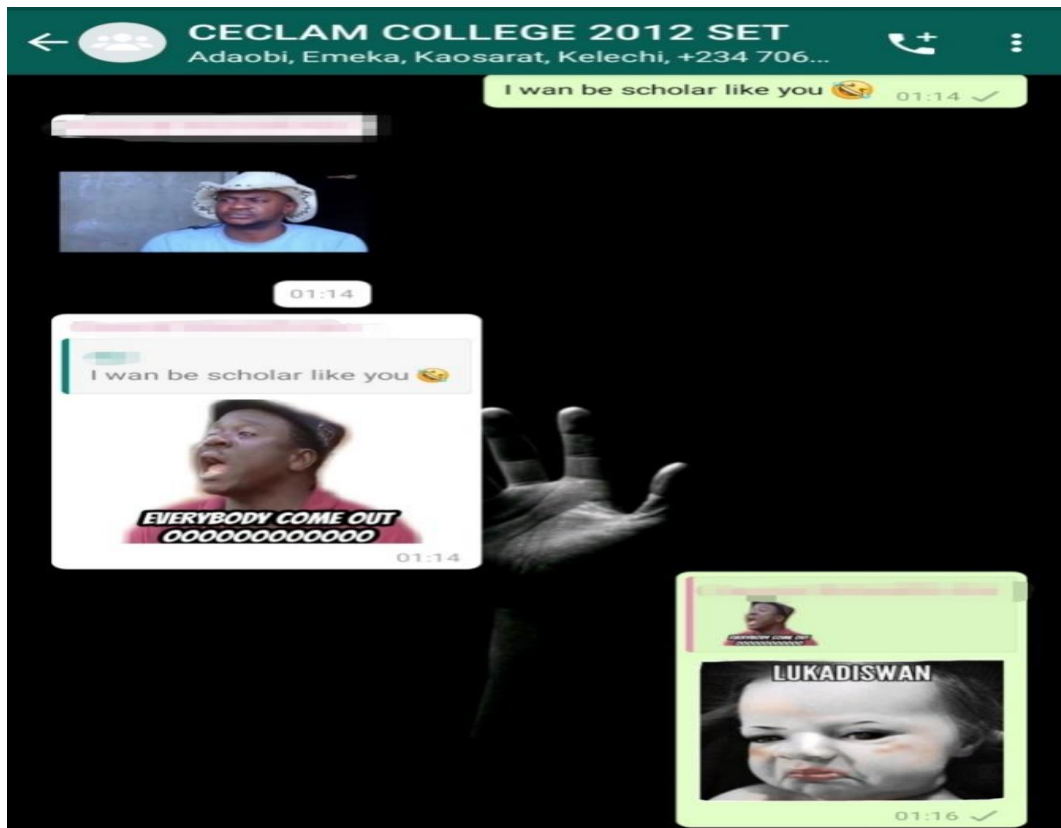 CECLAM COLLEGE 2012 SET
Adaobi, Emeka, Kaosarat, Kelechi, +234 706...
I wan be scholar like you 🤣 01:14
01:14
I wan be scholar like you 🤣
EVERYBODY COME OUT
OOOOOOOOOOOO
01:14
EVERYBODY COME OUT
LUKADISWAN
01:16